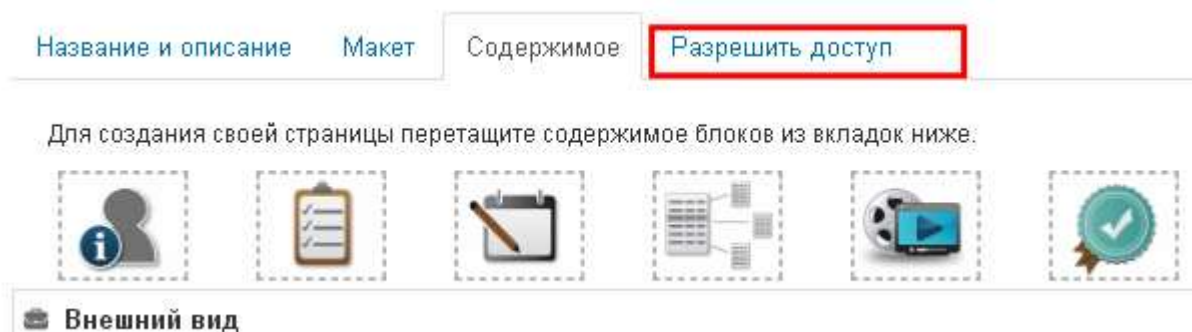 Название и описание Макет Содержимое Разрешить доступ
Для создания своей страницы перетащите содержимое блоков из вкладок ниже.
Внешний вид